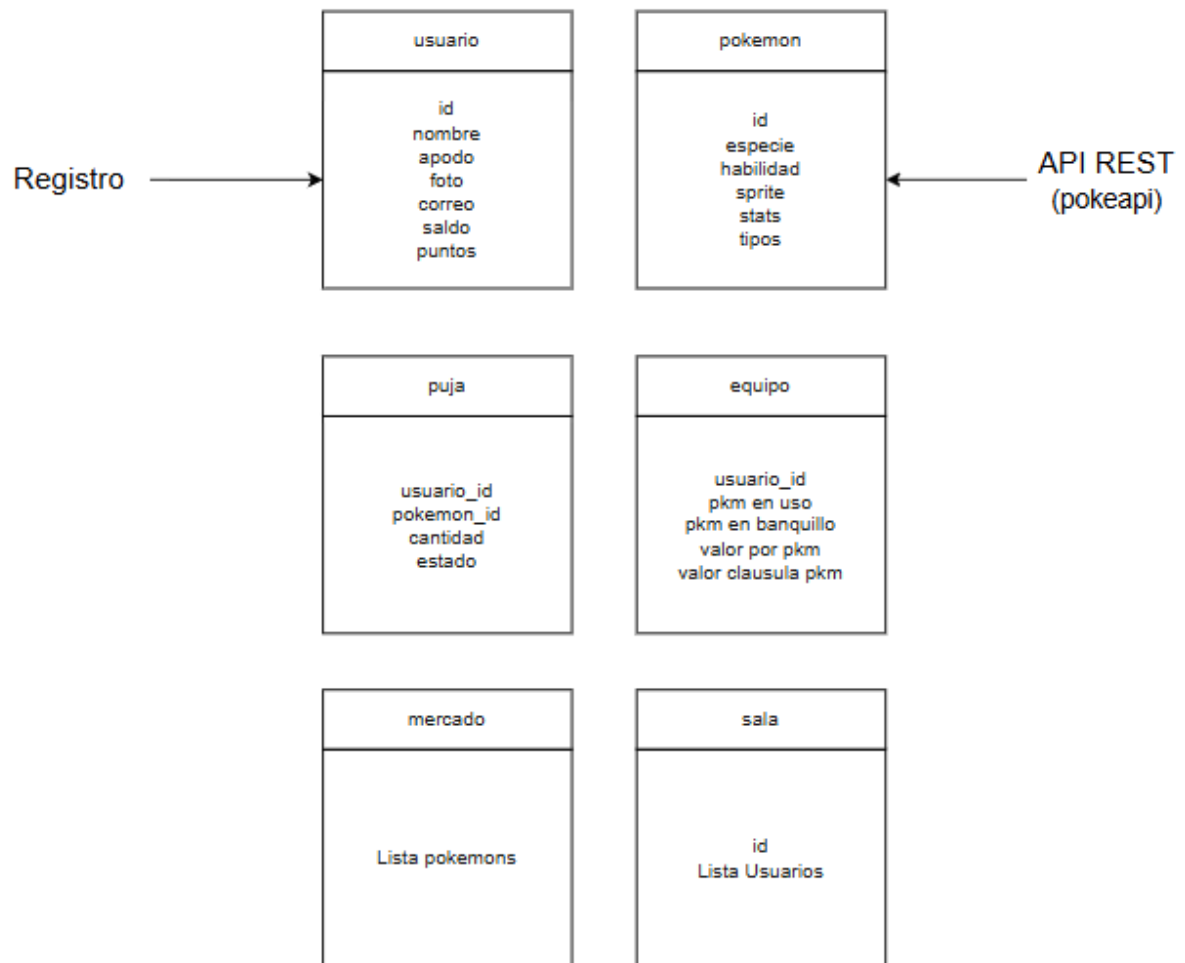 usuario
id
nombre
apodo
foto
correo
saldo
puntos
pokemon
id
especie
habilidad
sprite
stats
tipos
Registro
API REST
(pokeapi)
puja
usuario_id
pokemon_id
cantidad
estado
equipo
usuario_id
pkm en uso
pkm en banquillo
valor por pkm
valor clausula pkm
mercado
Lista pokemons
sala
id
Lista Usuarios